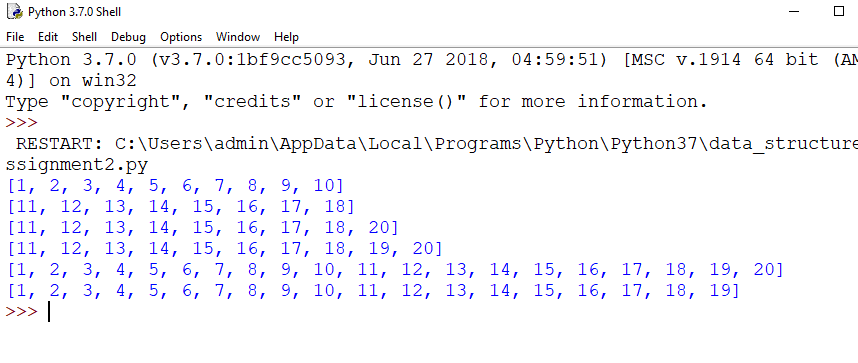 Python 3.7.0 Shell
File Edit Shell Debug Options Window Help
Python 3.7.0 (v3.7.0:1bf9cc5093, Jun 27 2018, 04:59:51) [MSC v.1914 64 bit (AM
4)] on win32
Type "copyright", "credits" or "license()" for more information.
>>>
RESTART: C:\Users\admin\AppData\Local\Programs\Python\Python37\data_structure
ssignment2.py
[1, 2, 3, 4, 5, 6, 7, 8, 9, 10]
[11, 12, 13, 14, 15, 16, 17, 18]
[11, 12, 13, 14, 15, 16, 17, 18, 20]
[11, 12, 13, 14, 15, 16, 17, 18, 19, 20]
[1, 2, 3, 4, 5, 6, 7, 8, 9, 10, 11, 12, 13, 14, 15, 16, 17, 18, 19, 20]
[1, 2, 3, 4, 5, 6, 7, 8, 9, 10, 11, 12, 13, 14, 15, 16, 17, 18, 19]
>>>